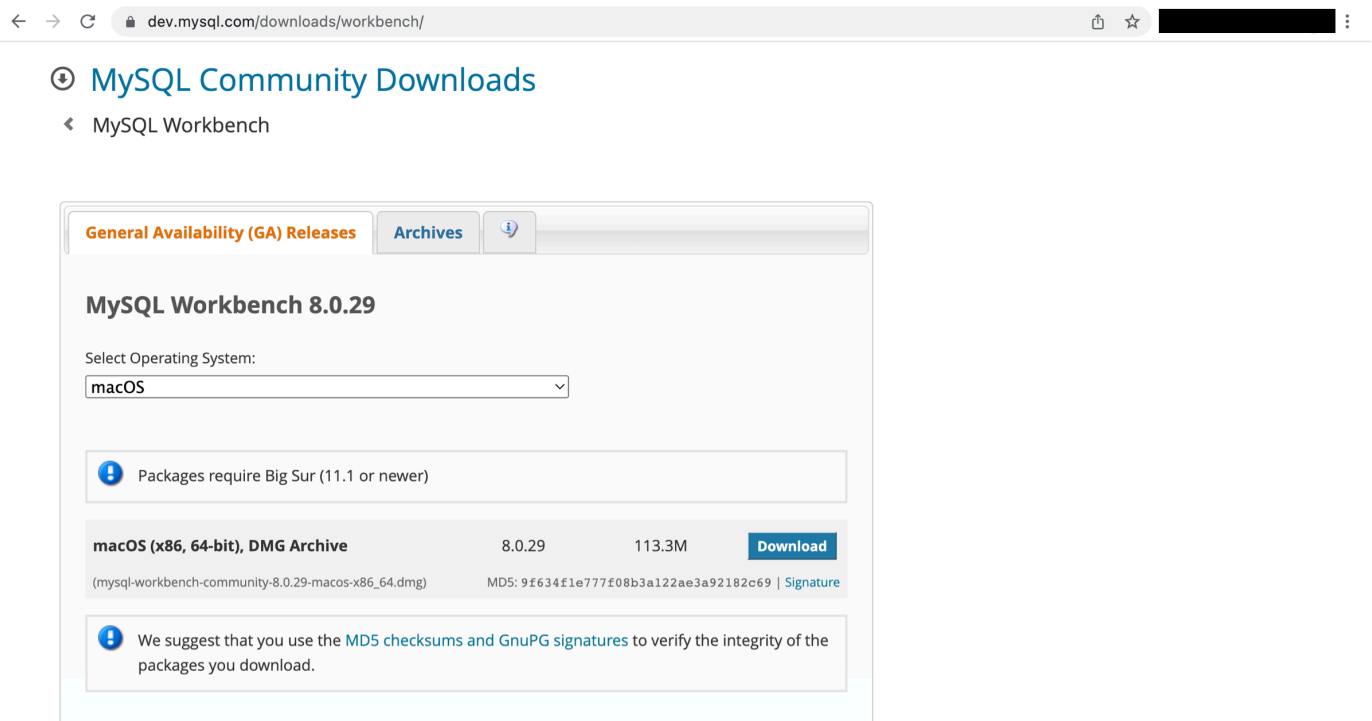 dev.mysql.com/downloads/workbench/
MySQL Community Downloads
MySQL Workbench
General Availability (GA) Releases
Archives
MySQL Workbench 8.0.29
Select Operating System:
macOS
Packages require Big Sur (11.1 or newer)
macOS (x86, 64-bit), DMG Archive 8.0.29 113.3M Download
(mysql-workbench-community-8.0.29-macos-x86_64.dmg) MD5: 9f634f1e777f08b3a122ae3a92182c69 | Signature
We suggest that you use the MD5 checksums and GnuPG signatures to verify the integrity of the
packages you download.